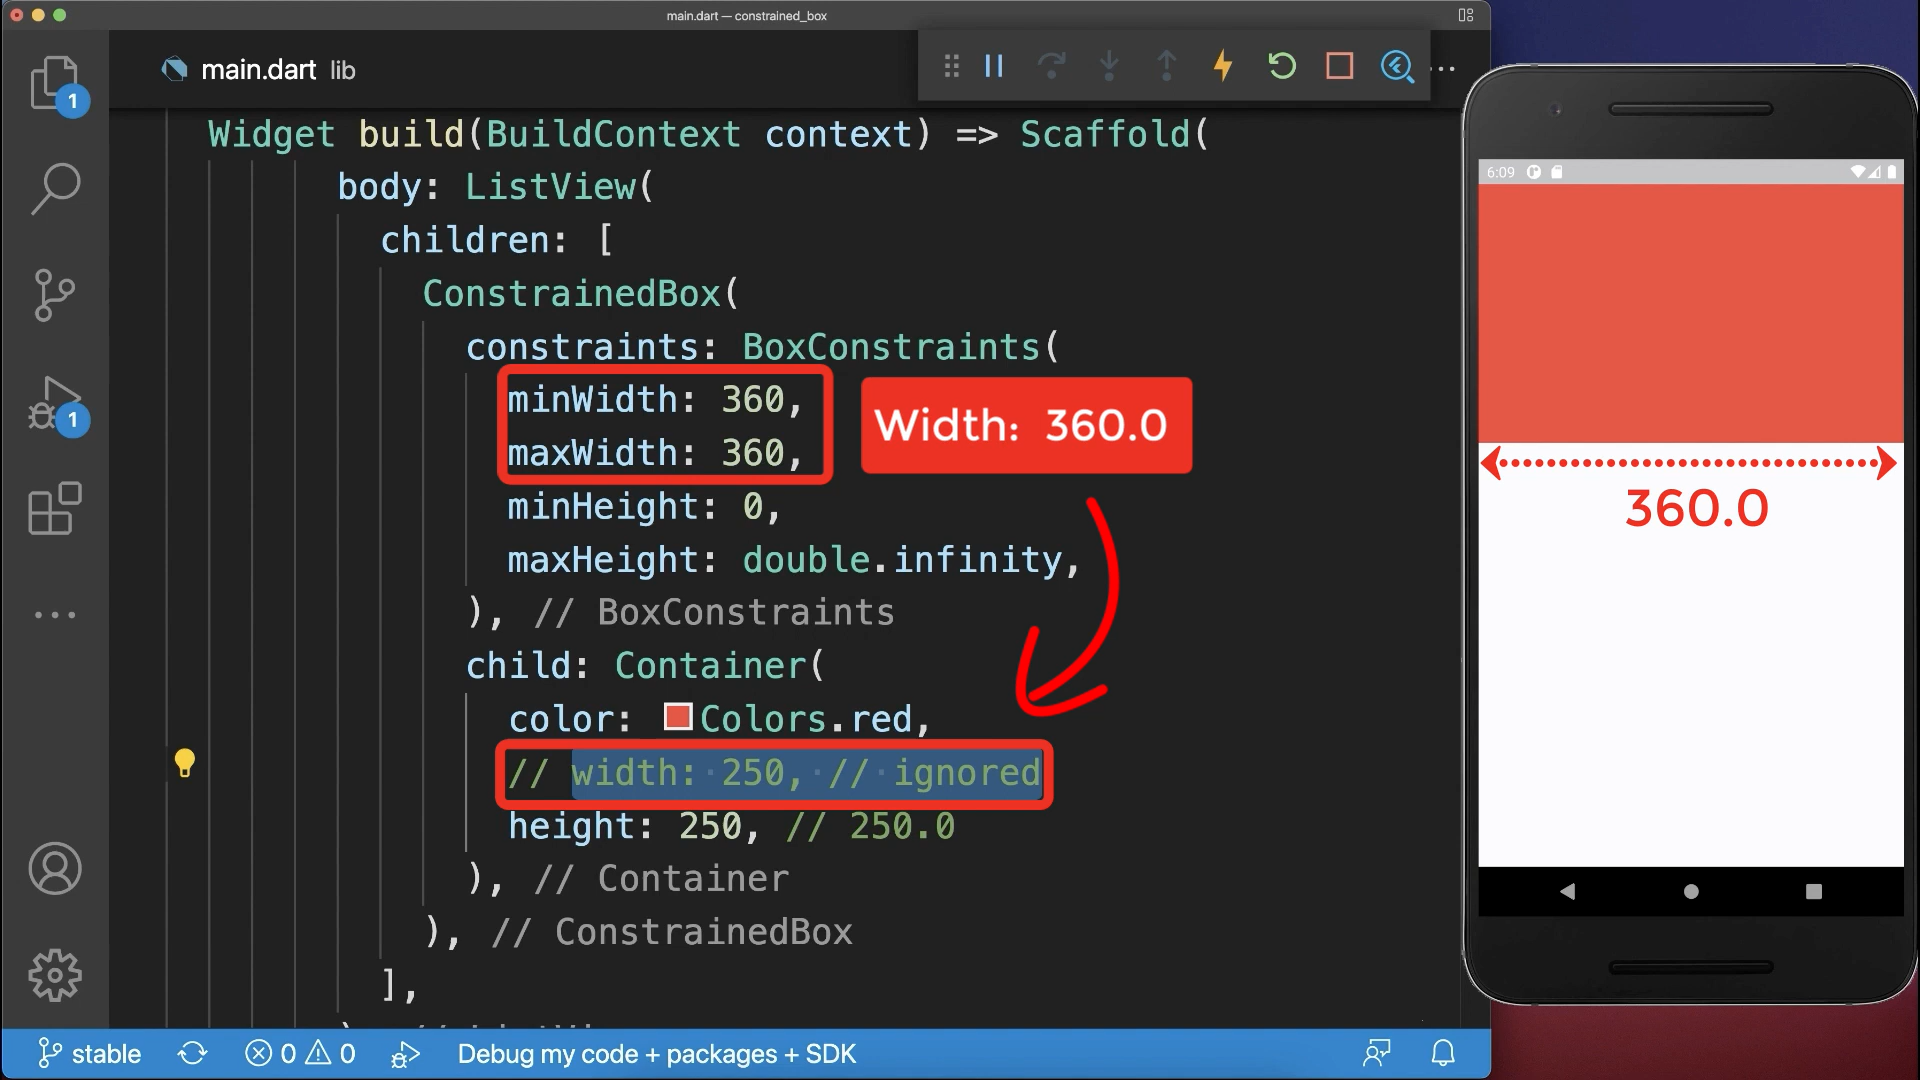 main.dart — constrained_box
main.dart lib
1
Widget build(BuildContext context) => Scaffold(
body: ListView(
children: [
ConstrainedBox(
constraints: BoxConstraints(
minWidth: 360,
maxWidth: 360,
Width: 360.0
minHeight: 0,
maxHeight: double.infinity,
), // BoxConstraints
1
child: Container(
color: Colors.red,
// width: 250, // ignored
height: 250, // 250.0
), // Container
), // ConstrainedBox
],
stable
0
0
Debug my code + packages + SDK
6:09
360.0